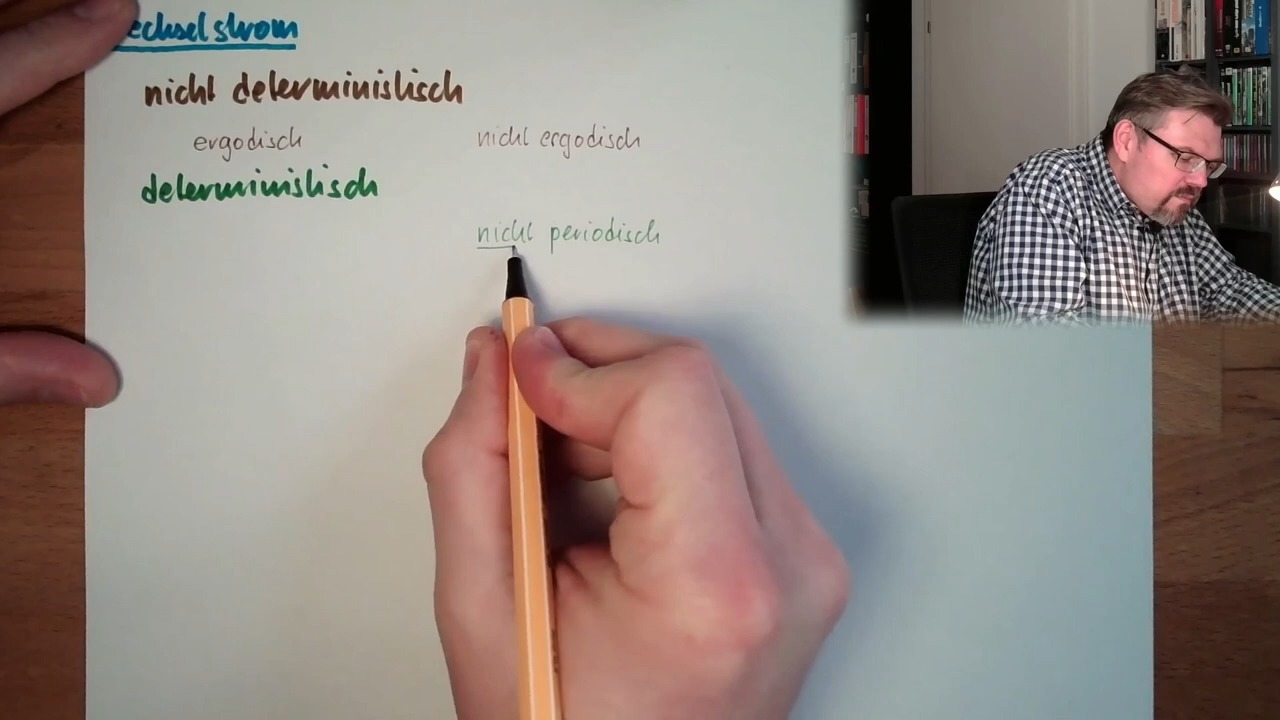 echselstrom
nicht deterministisch
ergodisch nicht ergodisch
deterministisch
nicht periodisch